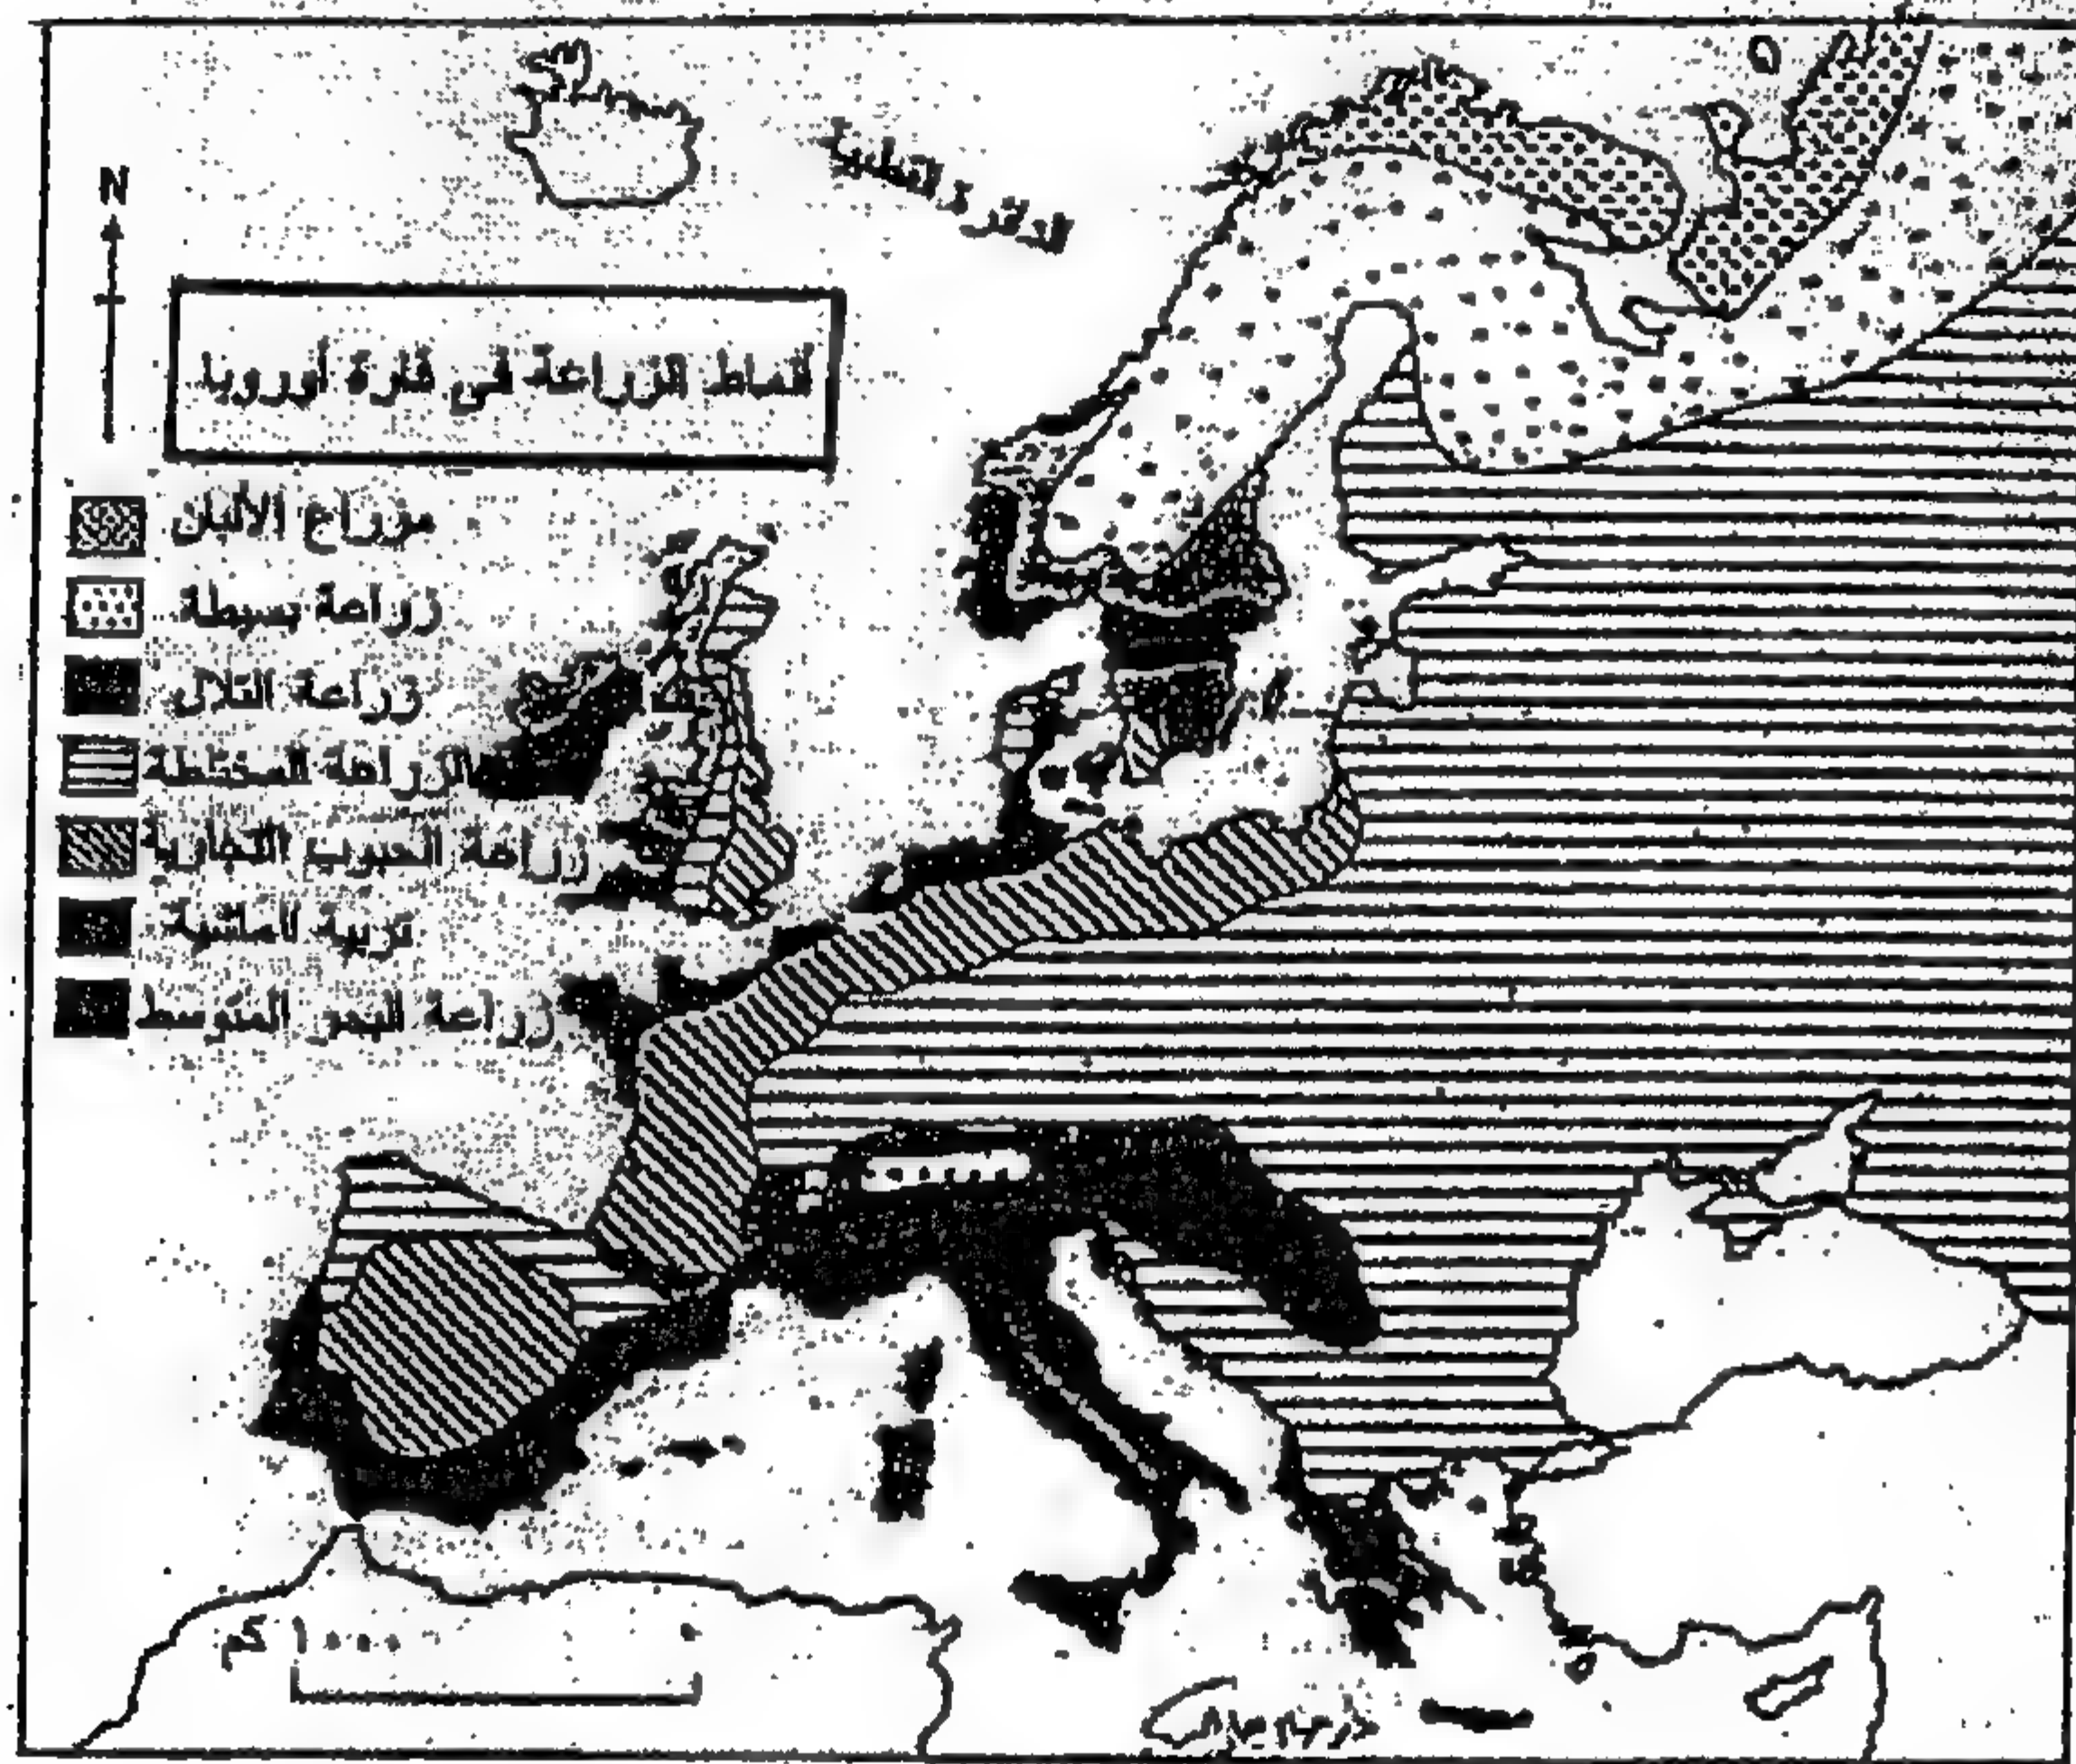 N
الدائرة القطبية
أنماط الزراعة في قارة أوروبا
مزراع الألبان
زراعة بسيطة
زراعة التلال
الزراعة المختلطة
زراعة الحبوب التجارية
تربية الماشية
زراعة البحر المتوسط
٠ ١٠٠٠ كم